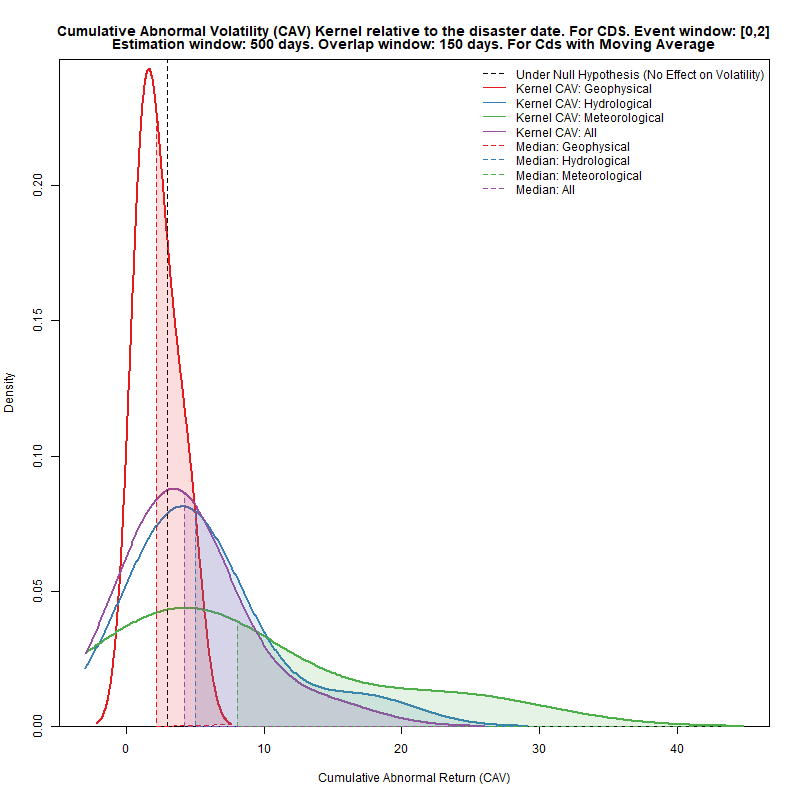 Cumulative Abnormal Volatility (CAV) Kernel relative to the disaster date. For CDS. Event window: [0,2]
Estimation window: 500 days. Overlap window: 150 days. For Cds with Moving Average
Under Null Hypothesis (No Effect on Volatility)
Kernel CAV: Geophysical
Kernel CAV: Hydrological
Kernel CAV: Meteorological
Kernel CAV: All
Median: Geophysical
Median: Hydrological
Median: Meteorological
Median: All
Density
0.20
0.15
0.10
0.05
0.00
0 10 20 30 40
Cumulative Abnormal Return (CAV)